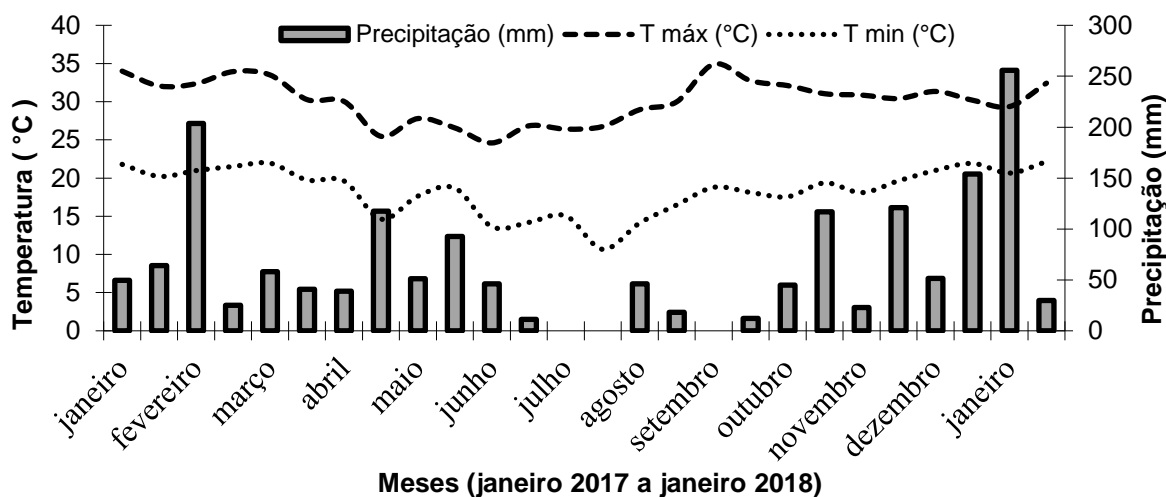 Precipitação (mm) T máx (°C) T min (°C)
Temperatura ( °C )
40
35
30
25
20
15
10
5
0
300
250
200
150
100
50
0
Precipitação (mm)
janeiro
fevereiro
março
abril
maio
junho
julho
agosto
setembro
outubro
novembro
dezembro
janeiro
Meses (janeiro 2017 a janeiro 2018)